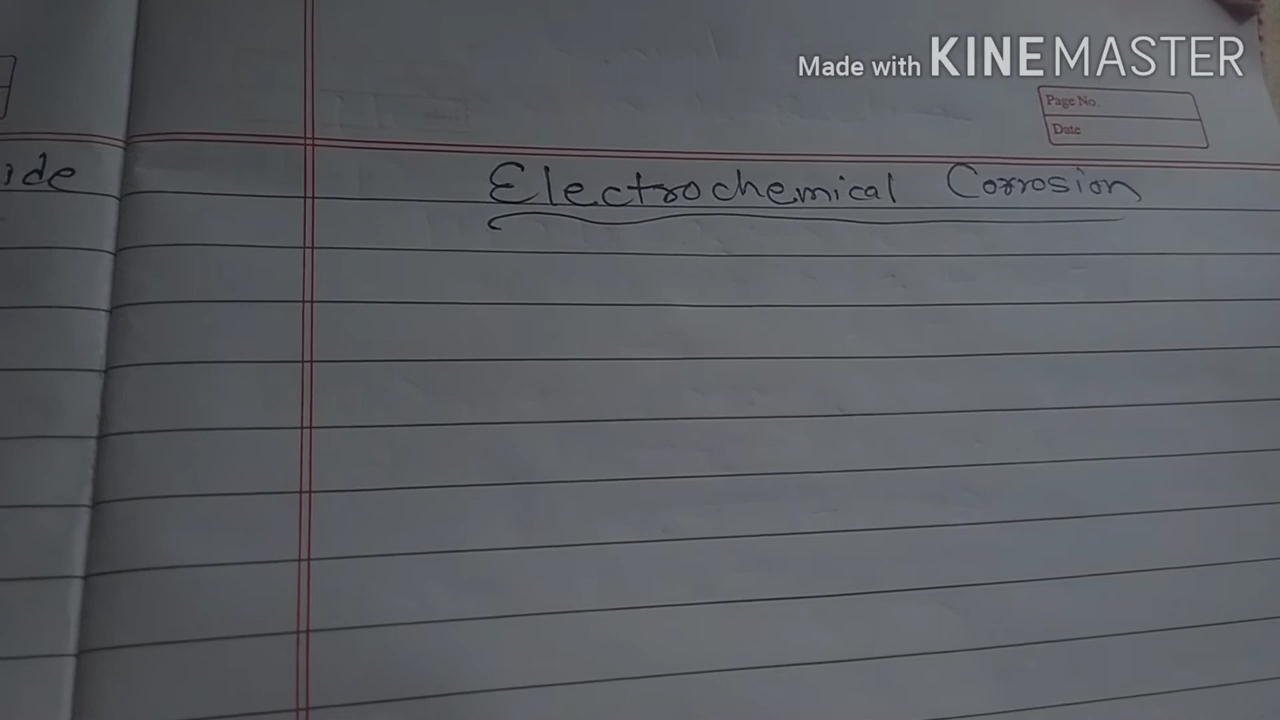 Made with KINEMASTER
Page No.
Date
ide
Electrochemical Corrosion